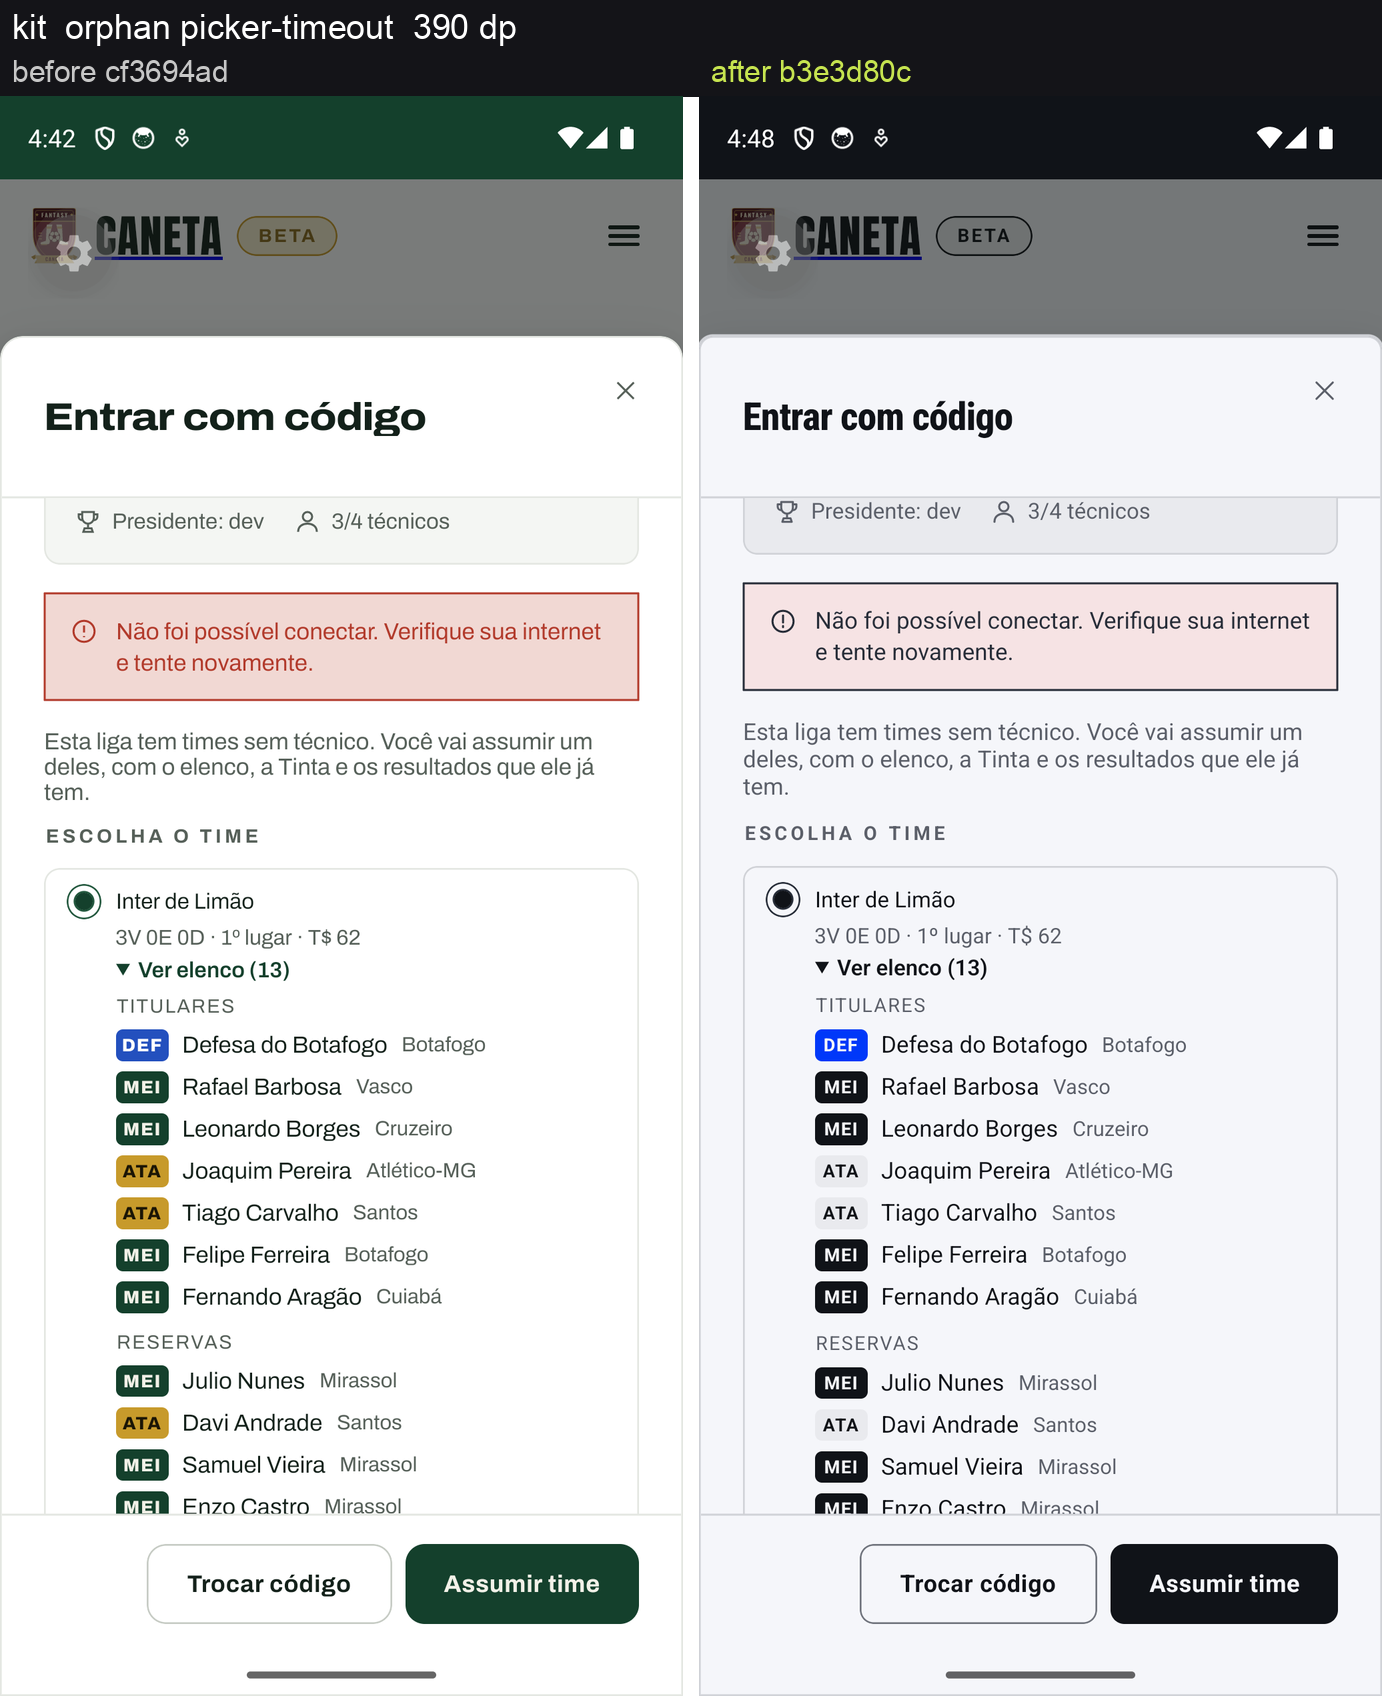 kit orphan picker-timeout 390 dp
before cf3694ad
after b3e3d80c
4:42
FANTASY
CANETA
BETA
Entrar com código
Presidente: dev
3/4 técnicos
Não foi possível conectar. Verifique sua internet
e tente novamente.
Esta liga tem times sem técnico. Você vai assumir um
deles, com o elenco, a Tinta e os resultados que ele já
tem.
ESCOLHA O TIME
Inter de Limão
3V 0E 0D · 1º lugar · T$ 62
▼ Ver elenco (13)
TITULARES
DEF Defesa do Botafogo Botafogo
MEI Rafael Barbosa Vasco
MEI Leonardo Borges Cruzeiro
ATA Joaquim Pereira Atlético-MG
ATA Tiago Carvalho Santos
MEI Felipe Ferreira Botafogo
MEI Fernando Aragão Cuiabá
RESERVAS
MEI Julio Nunes Mirassol
ATA Davi Andrade Santos
MEI Samuel Vieira Mirassol
MEI Enzo Castro Mirassol
Trocar código
Assumir time
4:48
FANTASY
CANETA
BETA
Entrar com código
Presidente: dev
3/4 técnicos
Não foi possível conectar. Verifique sua internet
e tente novamente.
Esta liga tem times sem técnico. Você vai assumir um
deles, com o elenco, a Tinta e os resultados que ele já
tem.
ESCOLHA O TIME
Inter de Limão
3V 0E 0D · 1º lugar · T$ 62
▼ Ver elenco (13)
TITULARES
DEF Defesa do Botafogo Botafogo
MEI Rafael Barbosa Vasco
MEI Leonardo Borges Cruzeiro
ATA Joaquim Pereira Atlético-MG
ATA Tiago Carvalho Santos
MEI Felipe Ferreira Botafogo
MEI Fernando Aragão Cuiabá
RESERVAS
MEI Julio Nunes Mirassol
ATA Davi Andrade Santos
MEI Samuel Vieira Mirassol
MEI Enzo Castro Mirassol
Trocar código
Assumir time